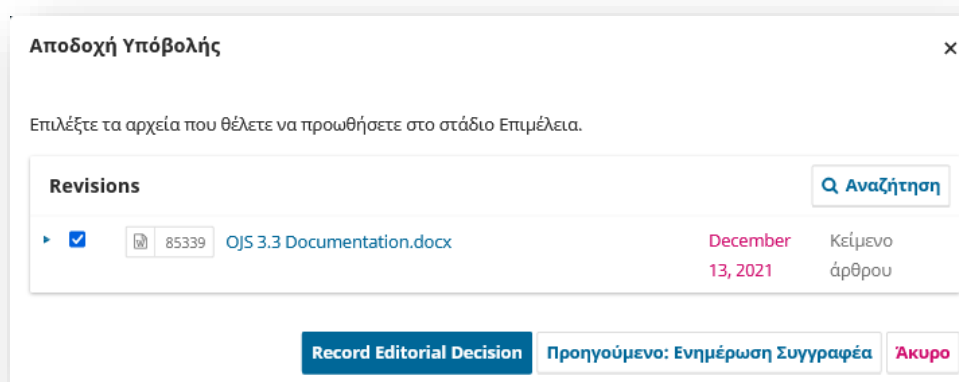 Αποδοχή Υπόβολής
×
Επιλέξτε τα αρχεία που θέλετε να προωθήσετε στο στάδιο Επιμέλεια.
Revisions
Αναζήτηση
85339 OJS 3.3 Documentation.docx December 13, 2021 Κείμενο άρθρου
Record Editorial Decision Προηγούμενο: Ενημέρωση Συγγραφέα Άκυρο